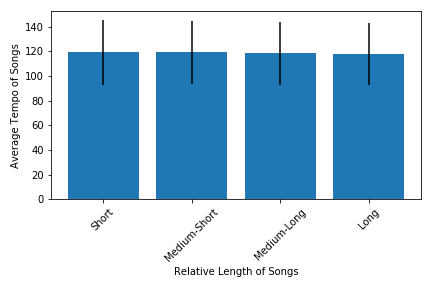 Average Tempo of Songs
140
120
100
80
60
40
20
0
Short
Medium-Short
Medium-Long
Long
Relative Length of Songs